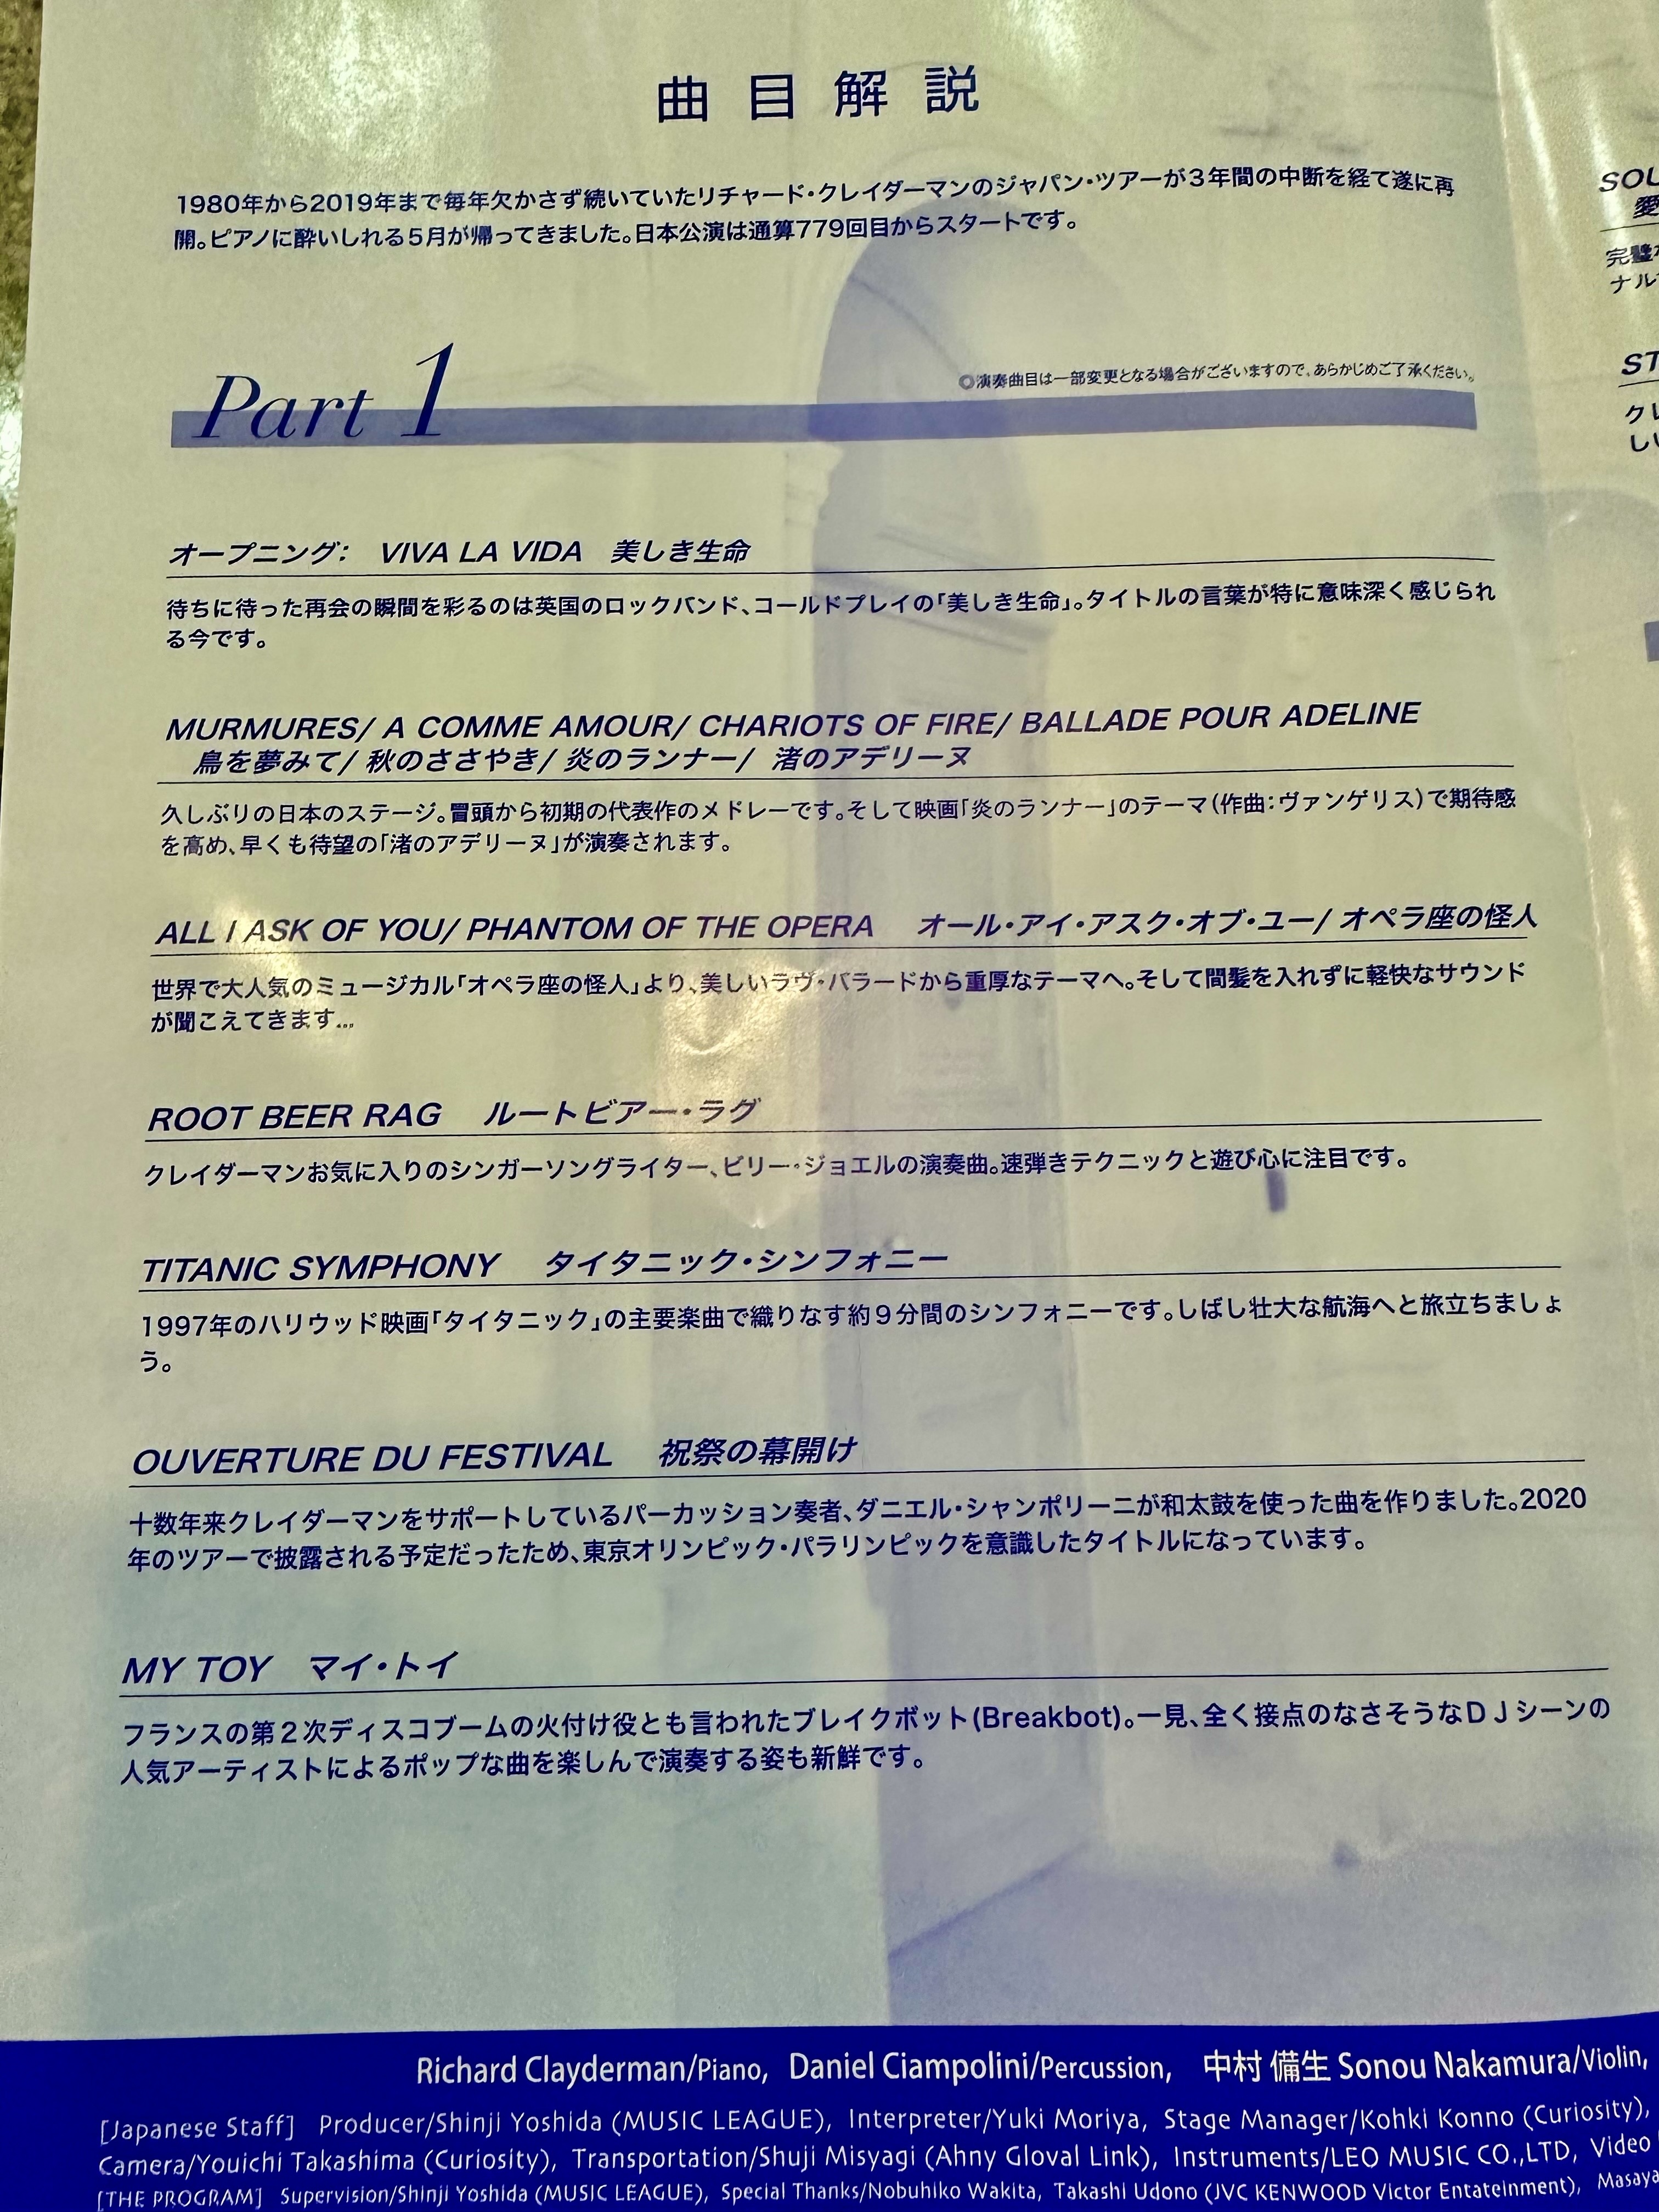 曲目解説
1980年から2019年まで毎年欠かさず続いていたリチャード・クレイダーマンのジャパン・ツアーが３年間の中断を経て遂に再
開。ピアノに酔いしれる５月が帰ってきました。日本公演は通算779回目からスタートです。
Part 1
◎演奏曲目は一部変更となる場合がございますので、あらかじめご了承ください。
オープニング： VIVA LA VIDA 美しき生命
待ちに待った再会の瞬間を彩るのは英国のロックバンド、コールドプレイの「美しき生命」。タイトルの言葉が特に意味深く感じられ
る今です。
MURMURES/ A COMME AMOUR/ CHARIOTS OF FIRE/ BALLADE POUR ADELINE
鳥を夢みて/ 秋のささやき/ 炎のランナー/ 渚のアデリーヌ
久しぶりの日本のステージ。冒頭から初期の代表作のメドレーです。そして映画「炎のランナー」のテーマ（作曲：ヴァンゲリス）で期待感
を高め、早くも待望の「渚のアデリーヌ」が演奏されます。
ALL I ASK OF YOU/ PHANTOM OF THE OPERA オール・アイ・アスク・オブ・ユー/ オペラ座の怪人
世界で大人気のミュージカル「オペラ座の怪人」より、美しいラヴ・バラードから重厚なテーマへ。そして間髪を入れずに軽快なサウンド
が聞こえてきます…
ROOT BEER RAG ルートビアー・ラグ
クレイダーマンお気に入りのシンガーソングライター、ビリー・ジョエルの演奏曲。速弾きテクニックと遊び心に注目です。
TITANIC SYMPHONY タイタニック・シンフォニー
1997年のハリウッド映画「タイタニック」の主要楽曲で織りなす約９分間のシンフォニーです。しばし壮大な航海へと旅立ちましょ
う。
OUVERTURE DU FESTIVAL 祝祭の幕開け
十数年来クレイダーマンをサポートしているパーカッション奏者、ダニエル・シャンポリーニが和太鼓を使った曲を作りました。2020
年のツアーで披露される予定だったため、東京オリンピック・パラリンピックを意識したタイトルになっています。
MY TOY マイ・トイ
フランスの第２次ディスコブームの火付け役とも言われたブレイクボット(Breakbot)。一見、全く接点のなさそうなＤＪシーンの
人気アーティストによるポップな曲を楽しんで演奏する姿も新鮮です。
Richard Clayderman/Piano, Daniel Ciampolini/Percussion, 中村 備生 Sonou Nakamura/Violin,
[Japanese Staff] Producer/Shinji Yoshida (MUSIC LEAGUE), Interpreter/Yuki Moriya, Stage Manager/Kohki Konno (Curiosity),
Camera/Youichi Takashima (Curiosity), Transportation/Shuji Misyagi (Ahny Gloval Link), Instruments/LEO MUSIC CO.,LTD, Video
[THE PROGRAM] Supervision/Shinji Yoshida (MUSIC LEAGUE), Special Thanks/Nobuhiko Wakita, Takashi Udono (JVC KENWOOD Victor Entateinment),
SOU
愛
完璧
ナル
ST
クレ
しい